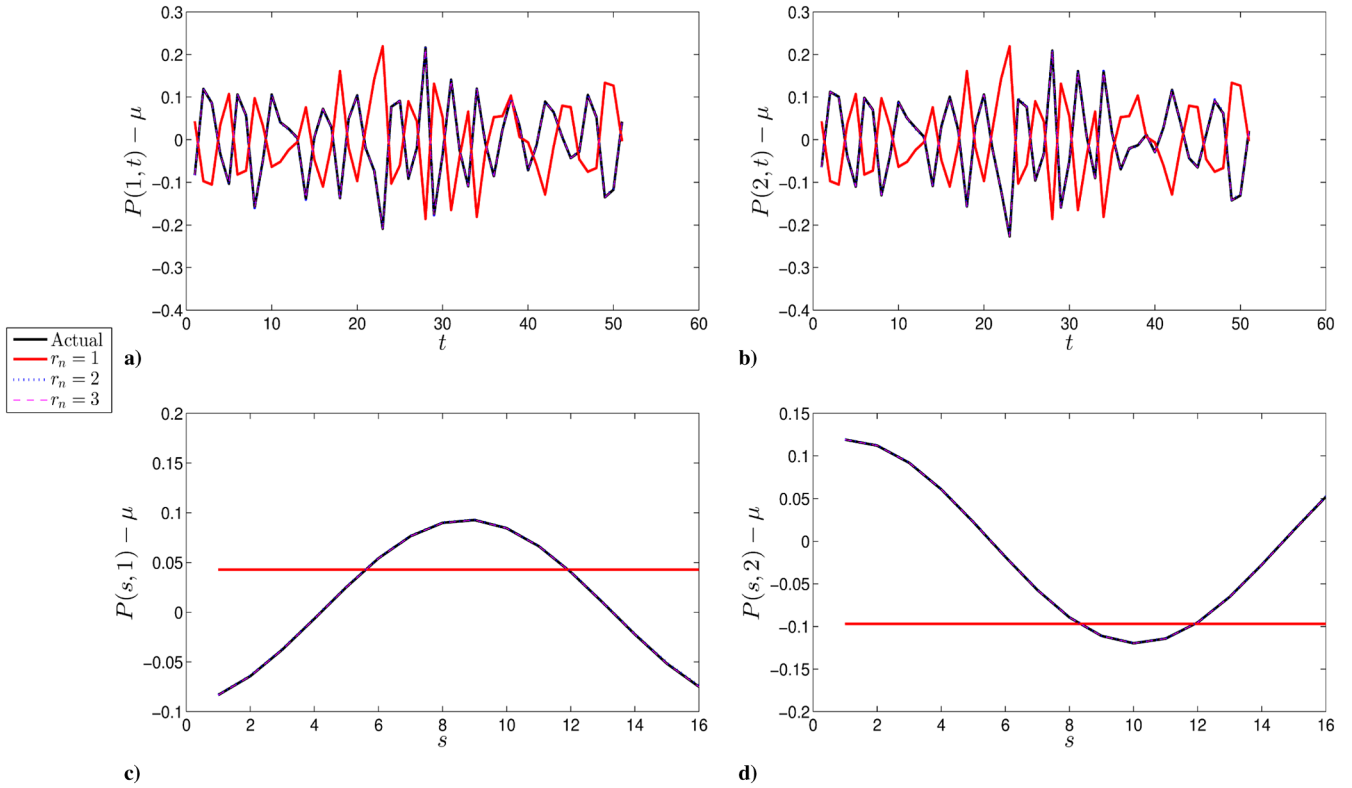 0.3
0.2
0.1
0
−0.1
−0.2
−0.3
−0.4
P(1, t) − μ
0 10 20 30 40 50 60
t
a)
0.3
0.2
0.1
0
−0.1
−0.2
−0.3
−0.4
P(2, t) − μ
0 10 20 30 40 50 60
t
b)
Actual
r_n = 1
r_n = 2
r_n = 3
0.2
0.15
0.1
0.05
0
−0.05
−0.1
P(s, 1) − μ
0 2 4 6 8 10 12 14 16
s
c)
0.15
0.1
0.05
0
−0.05
−0.1
−0.15
−0.2
P(s, 2) − μ
0 2 4 6 8 10 12 14 16
s
d)